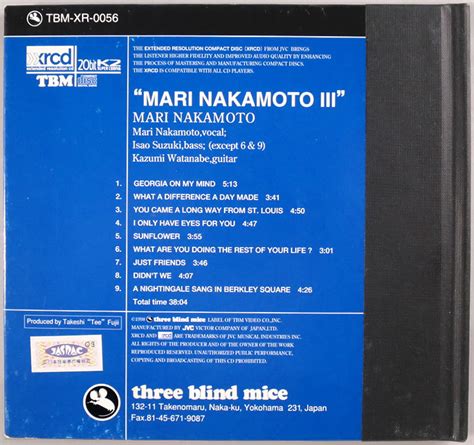 TBM-XR-0056
xrcd
20bit K2
TBM
THE EXTENDED RESOLUTION COMPACT DISC (XRCD) FROM JVC BRINGS
THE LISTENER HIGHER FIDELITY AND IMPROVED AUDIO QUALITY BY ENHANCING
THE PROCESS OF MASTERING AND MANUFACTURING COMPACT DISCS.
THE XRCD IS COMPATIBLE WITH ALL CD PLAYERS.
"MARI NAKAMOTO III"
MARI NAKAMOTO
Mari Nakamoto,vocal;
Isao Suzuki,bass; (except 6 & 9)
Kazumi Watanabe,guitar
1. GEORGIA ON MY MIND 5:13
2. WHAT A DIFFERENCE A DAY MADE 3:41
3. YOU CAME A LONG WAY FROM ST. LOUIS 4:50
4. I ONLY HAVE EYES FOR YOU 4:47
5. SUNFLOWER 3:55
6. WHAT ARE YOU DOING THE REST OF YOUR LIFE ? 3:01
7. JUST FRIENDS 3:46
8. DIDN'T WE 4:07
9. A NIGHTINGALE SANG IN BERKLEY SQUARE 4:26
Total time 38:04
Produced by Takeshi "Tee" Fujii
JASRAC
©1998 three blind mice LABEL OF TBM VIDEO CO., INC.
MANUFACTURED BY JVC VICTOR COMPANY OF JAPAN,LTD.
XRCD AND xrcd ARE TRADEMARKS OF JVC MUSICAL INDUSTRIES INC.
ALL RIGHTS OF THE PRODUCER AND OF THE OWNER OF THE WORK
REPRODUCED RESERVED. UNAUTHORIZED PUBLIC PERFORMANCE,
COPYING AND BROADCASTING OF THIS CD PROHIBITED.
three blind mice
132-11 Takenomaru, Naka-ku, Yokohama 231, Japan
Fax.81-45-671-9087